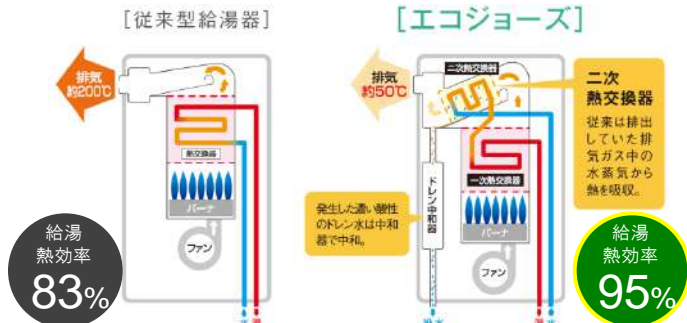 [従来型給湯器]
排気
約200℃
熱交換器
バーナ
ファン
給湯
熱効率
83%
水
湯
[エコジョーズ]
排気
約50℃
二次熱交換器
一次熱交換器
バーナ
ファン
ドレン中和器
発生した濃い酸性
のドレン水は中和
器で中和。
二次
熱交換器
従来は排出
していた排
気ガス中の
水蒸気から
熱を吸収。
給湯
熱効率
95%
湯
水